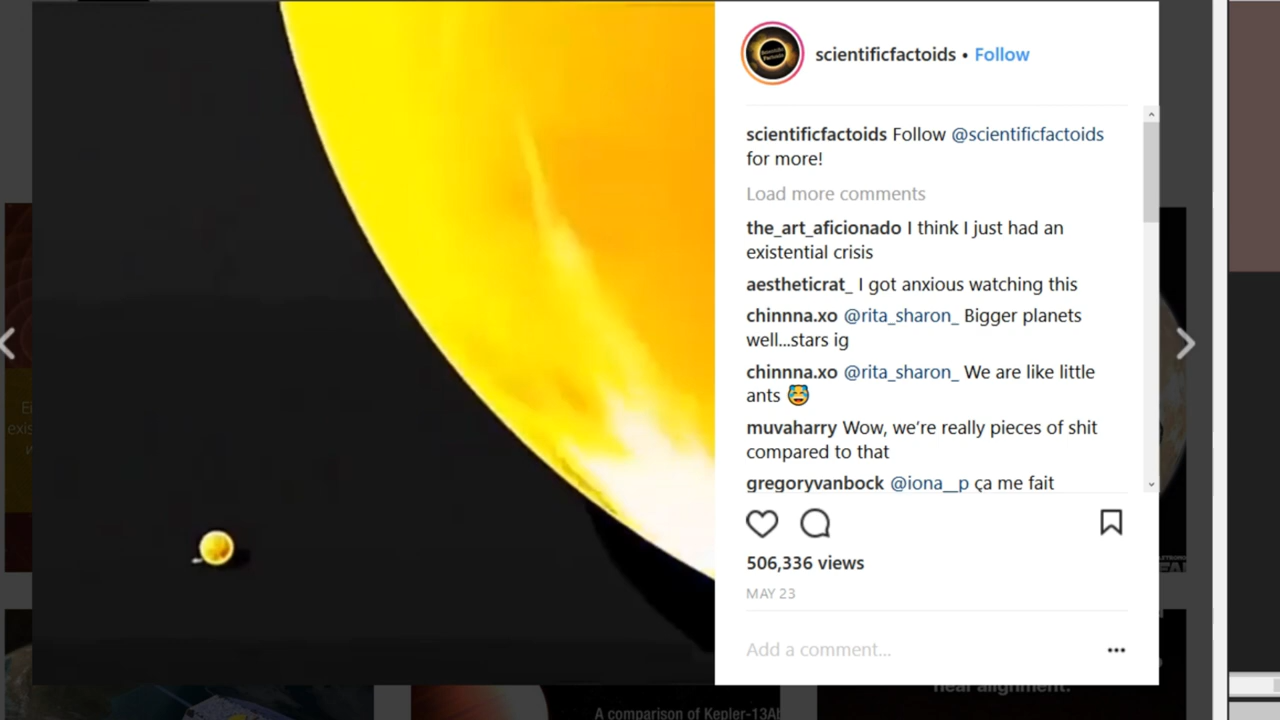 scientificfactoids • Follow
scientificfactoids Follow @scientificfactoids
for more!
Load more comments
the_art_aficionado I think I just had an
existential crisis
aestheticrat_ I got anxious watching this
chinnna.xo @rita_sharon_ Bigger planets
well...stars ig
chinnna.xo @rita_sharon_ We are like little
ants 😹
muvaharry Wow, we're really pieces of shit
compared to that
gregoryvanbock @iona__p ça me fait
506,336 views
MAY 23
Add a comment...
near alignment.
A comparison of Kepler-13Ab